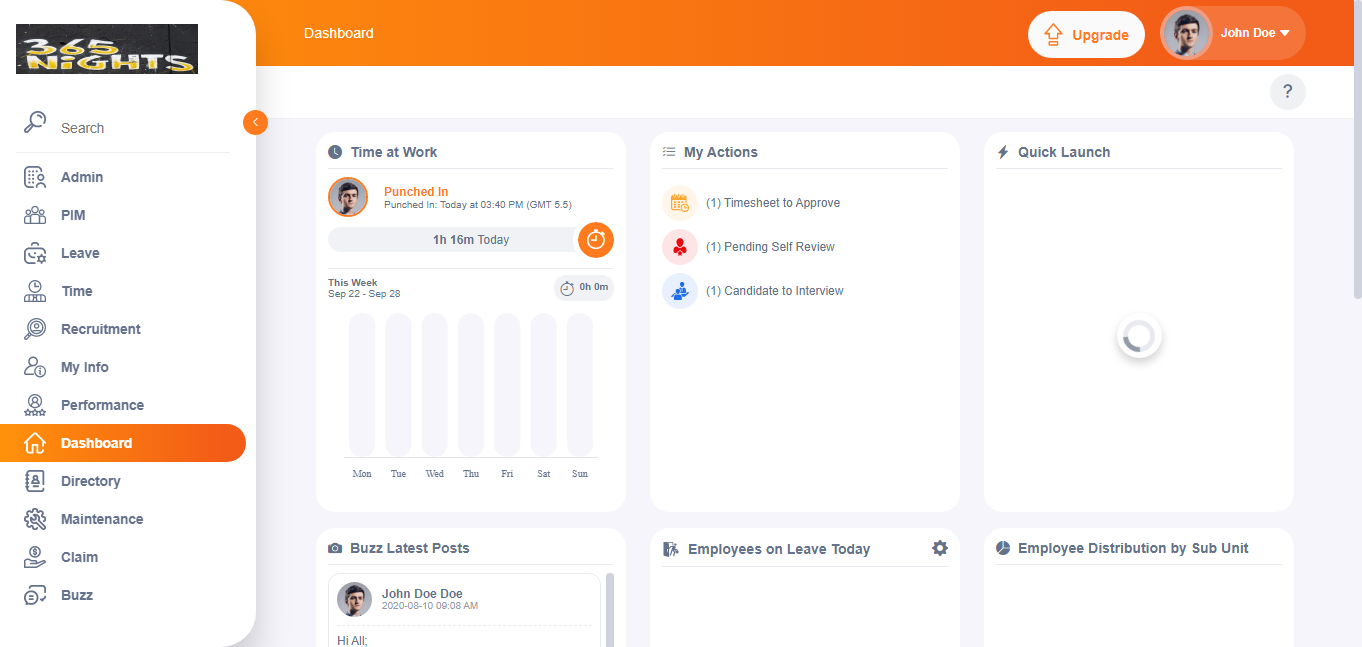 365
NiGHTS
Dashboard
Upgrade
John Doe
Search
?
Admin
PIM
Leave
Time
Recruitment
My Info
Performance
Dashboard
Directory
Maintenance
Claim
Buzz
Time at Work
Punched In
Punched In: Today at 03:40 PM (GMT 5.5)
1h 16m Today
This Week
Sep 22 - Sep 28
0h 0m
Mon Tue Wed Thu Fri Sat Sun
My Actions
(1) Timesheet to Approve
(1) Pending Self Review
(1) Candidate to Interview
Quick Launch
Buzz Latest Posts
John Doe Doe
2020-08-10 09:08 AM
Hi All;
Employees on Leave Today
Employee Distribution by Sub Unit